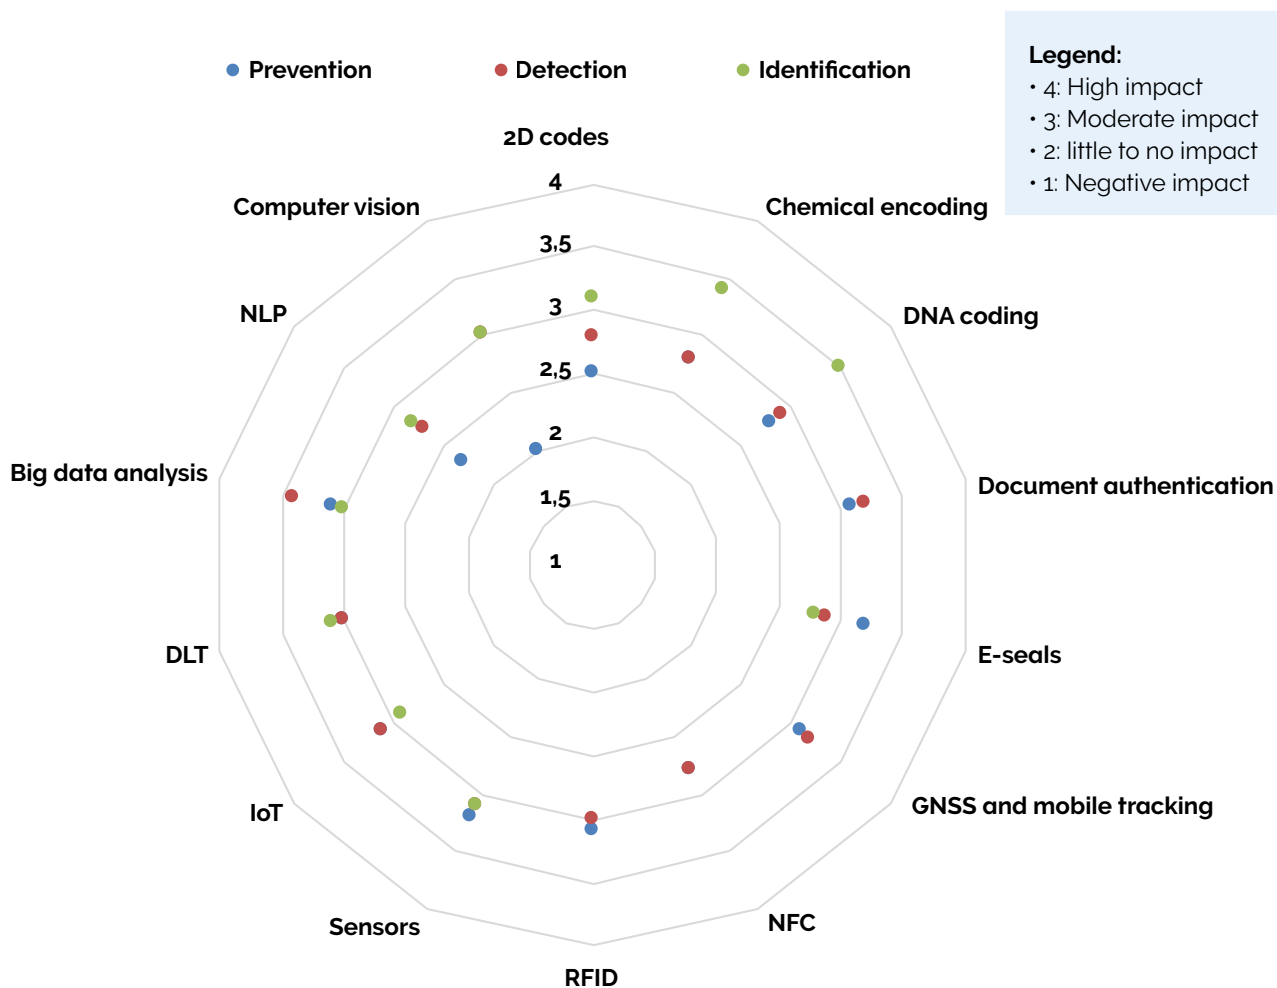 Prevention
Detection
Identification
Legend:
• 4: High impact
• 3: Moderate impact
• 2: little to no impact
• 1: Negative impact
2D codes
Computer vision
Chemical encoding
NLP
DNA coding
Big data analysis
Document authentication
DLT
E-seals
IoT
GNSS and mobile tracking
Sensors
NFC
RFID
4
3,5
3
2,5
2
1,5
1